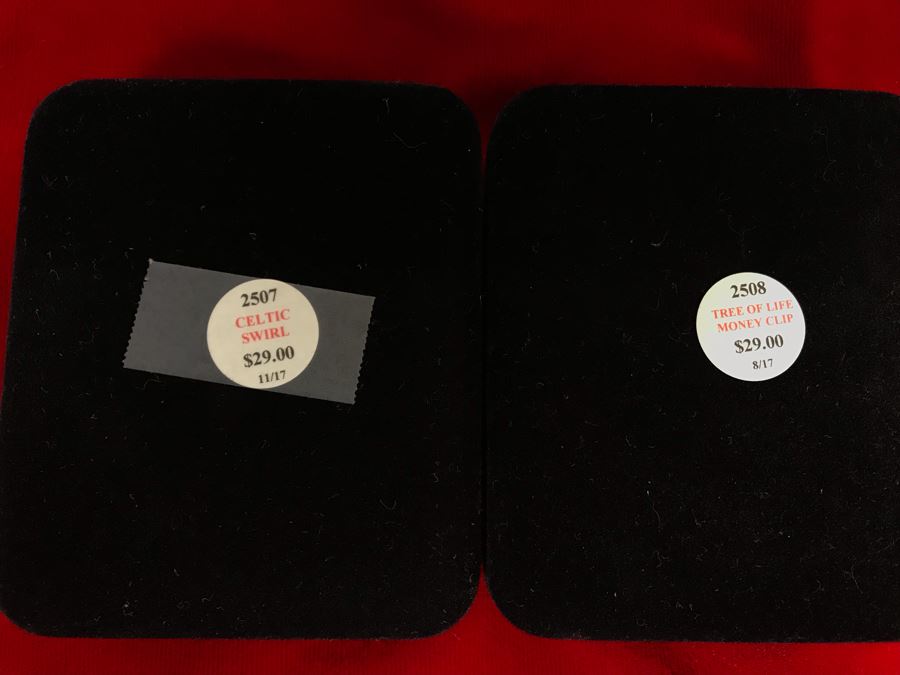 2507
CELTIC
SWIRL
$29.00
11/17
2508
TREE OF LIFE
MONEY CLIP
$29.00
8/17